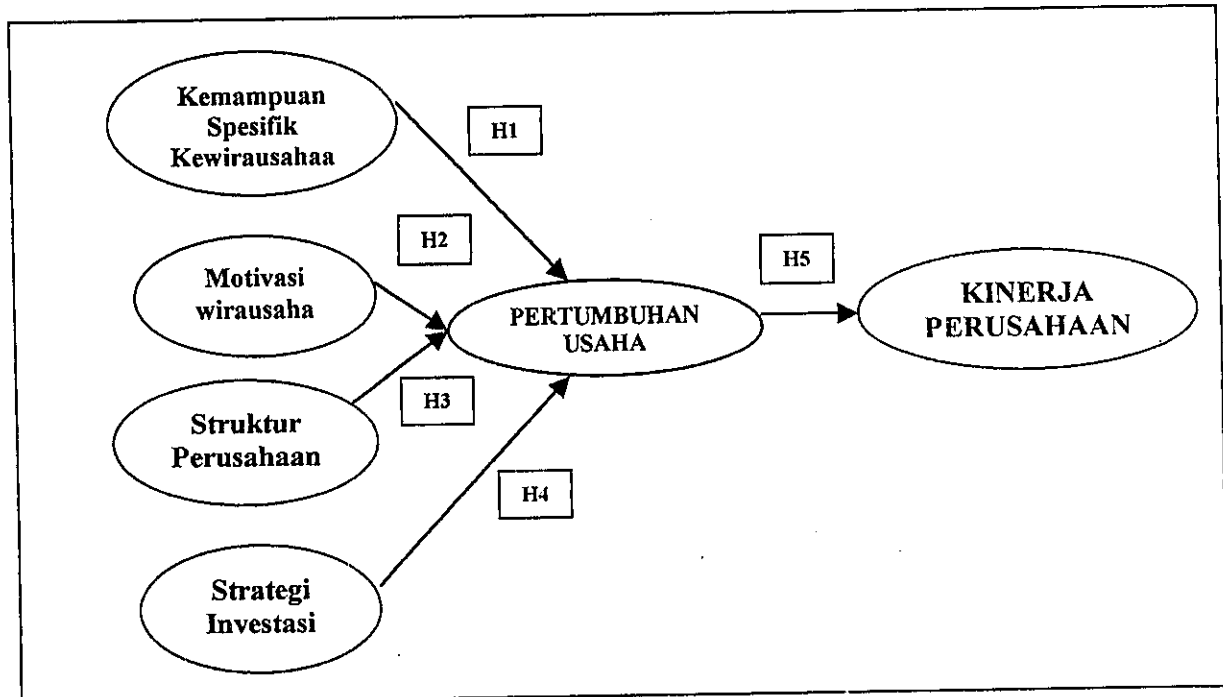 Kemampuan
Spesifik
Kewirausahaa
H1
H2
Motivasi
wirausaha
H5
PERTUMBUHAN
USAHA
KINERJA
PERUSAHAAN
H3
Struktur
Perusahaan
H4
Strategi
Investasi